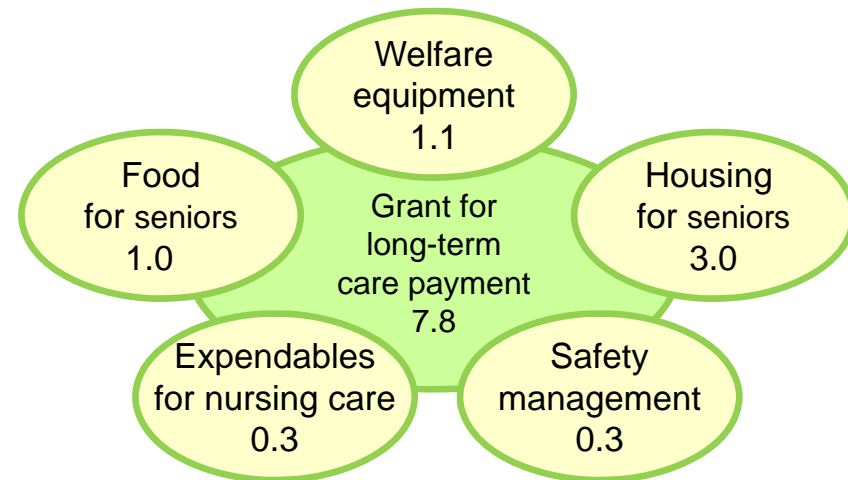 Welfare
equipment
1.1
Food
for seniors
1.0
Grant for
long-term
care payment
7.8
Housing
for seniors
3.0
Expendables
for nursing care
0.3
Safety
management
0.3